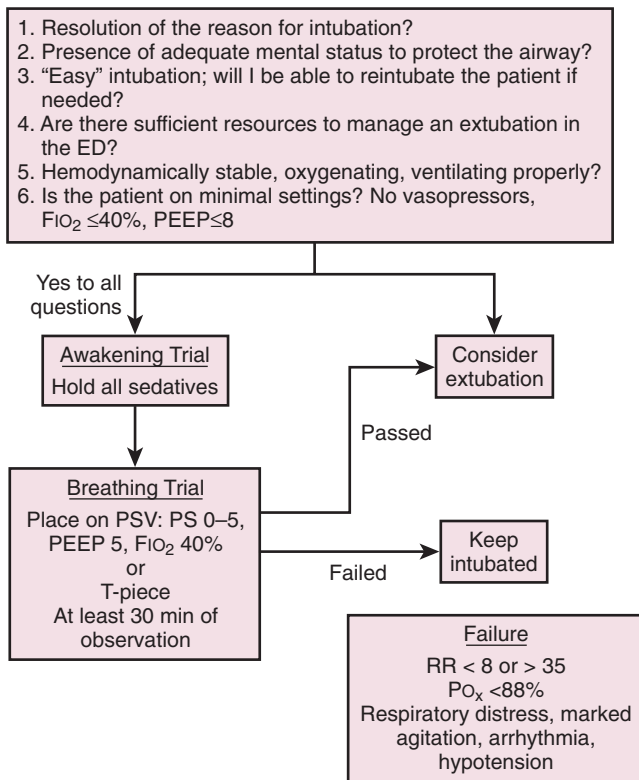 1. Resolution of the reason for intubation?
2. Presence of adequate mental status to protect the airway?
3. “Easy” intubation; will I be able to reintubate the patient if
needed?
4. Are there sufficient resources to manage an extubation in
the ED?
5. Hemodynamically stable, oxygenating, ventilating properly?
6. Is the patient on minimal settings? No vasopressors,
FIO₂ ≤40%, PEEP≤8
Yes to all
questions
Awakening Trial
Hold all sedatives
Consider
extubation
Passed
Breathing Trial
Place on PSV: PS 0–5,
PEEP 5, FIO₂ 40%
or
T-piece
At least 30 min of
observation
Failed
Keep
intubated
Failure
RR < 8 or > 35
POₓ <88%
Respiratory distress, marked
agitation, arrhythmia,
hypotension